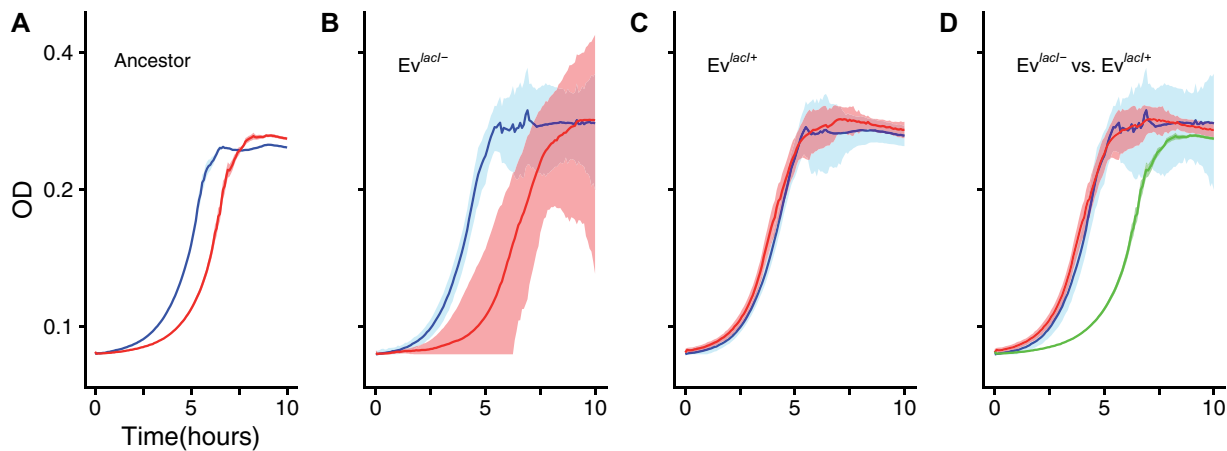 A
Ancestor
B
Ev^lacI−
C
Ev^lacI+
D
Ev^lacI− vs. Ev^lacI+
0.4
0.2
0.1
OD
0 5 10
0 5 10
0 5 10
0 5 10
Time(hours)